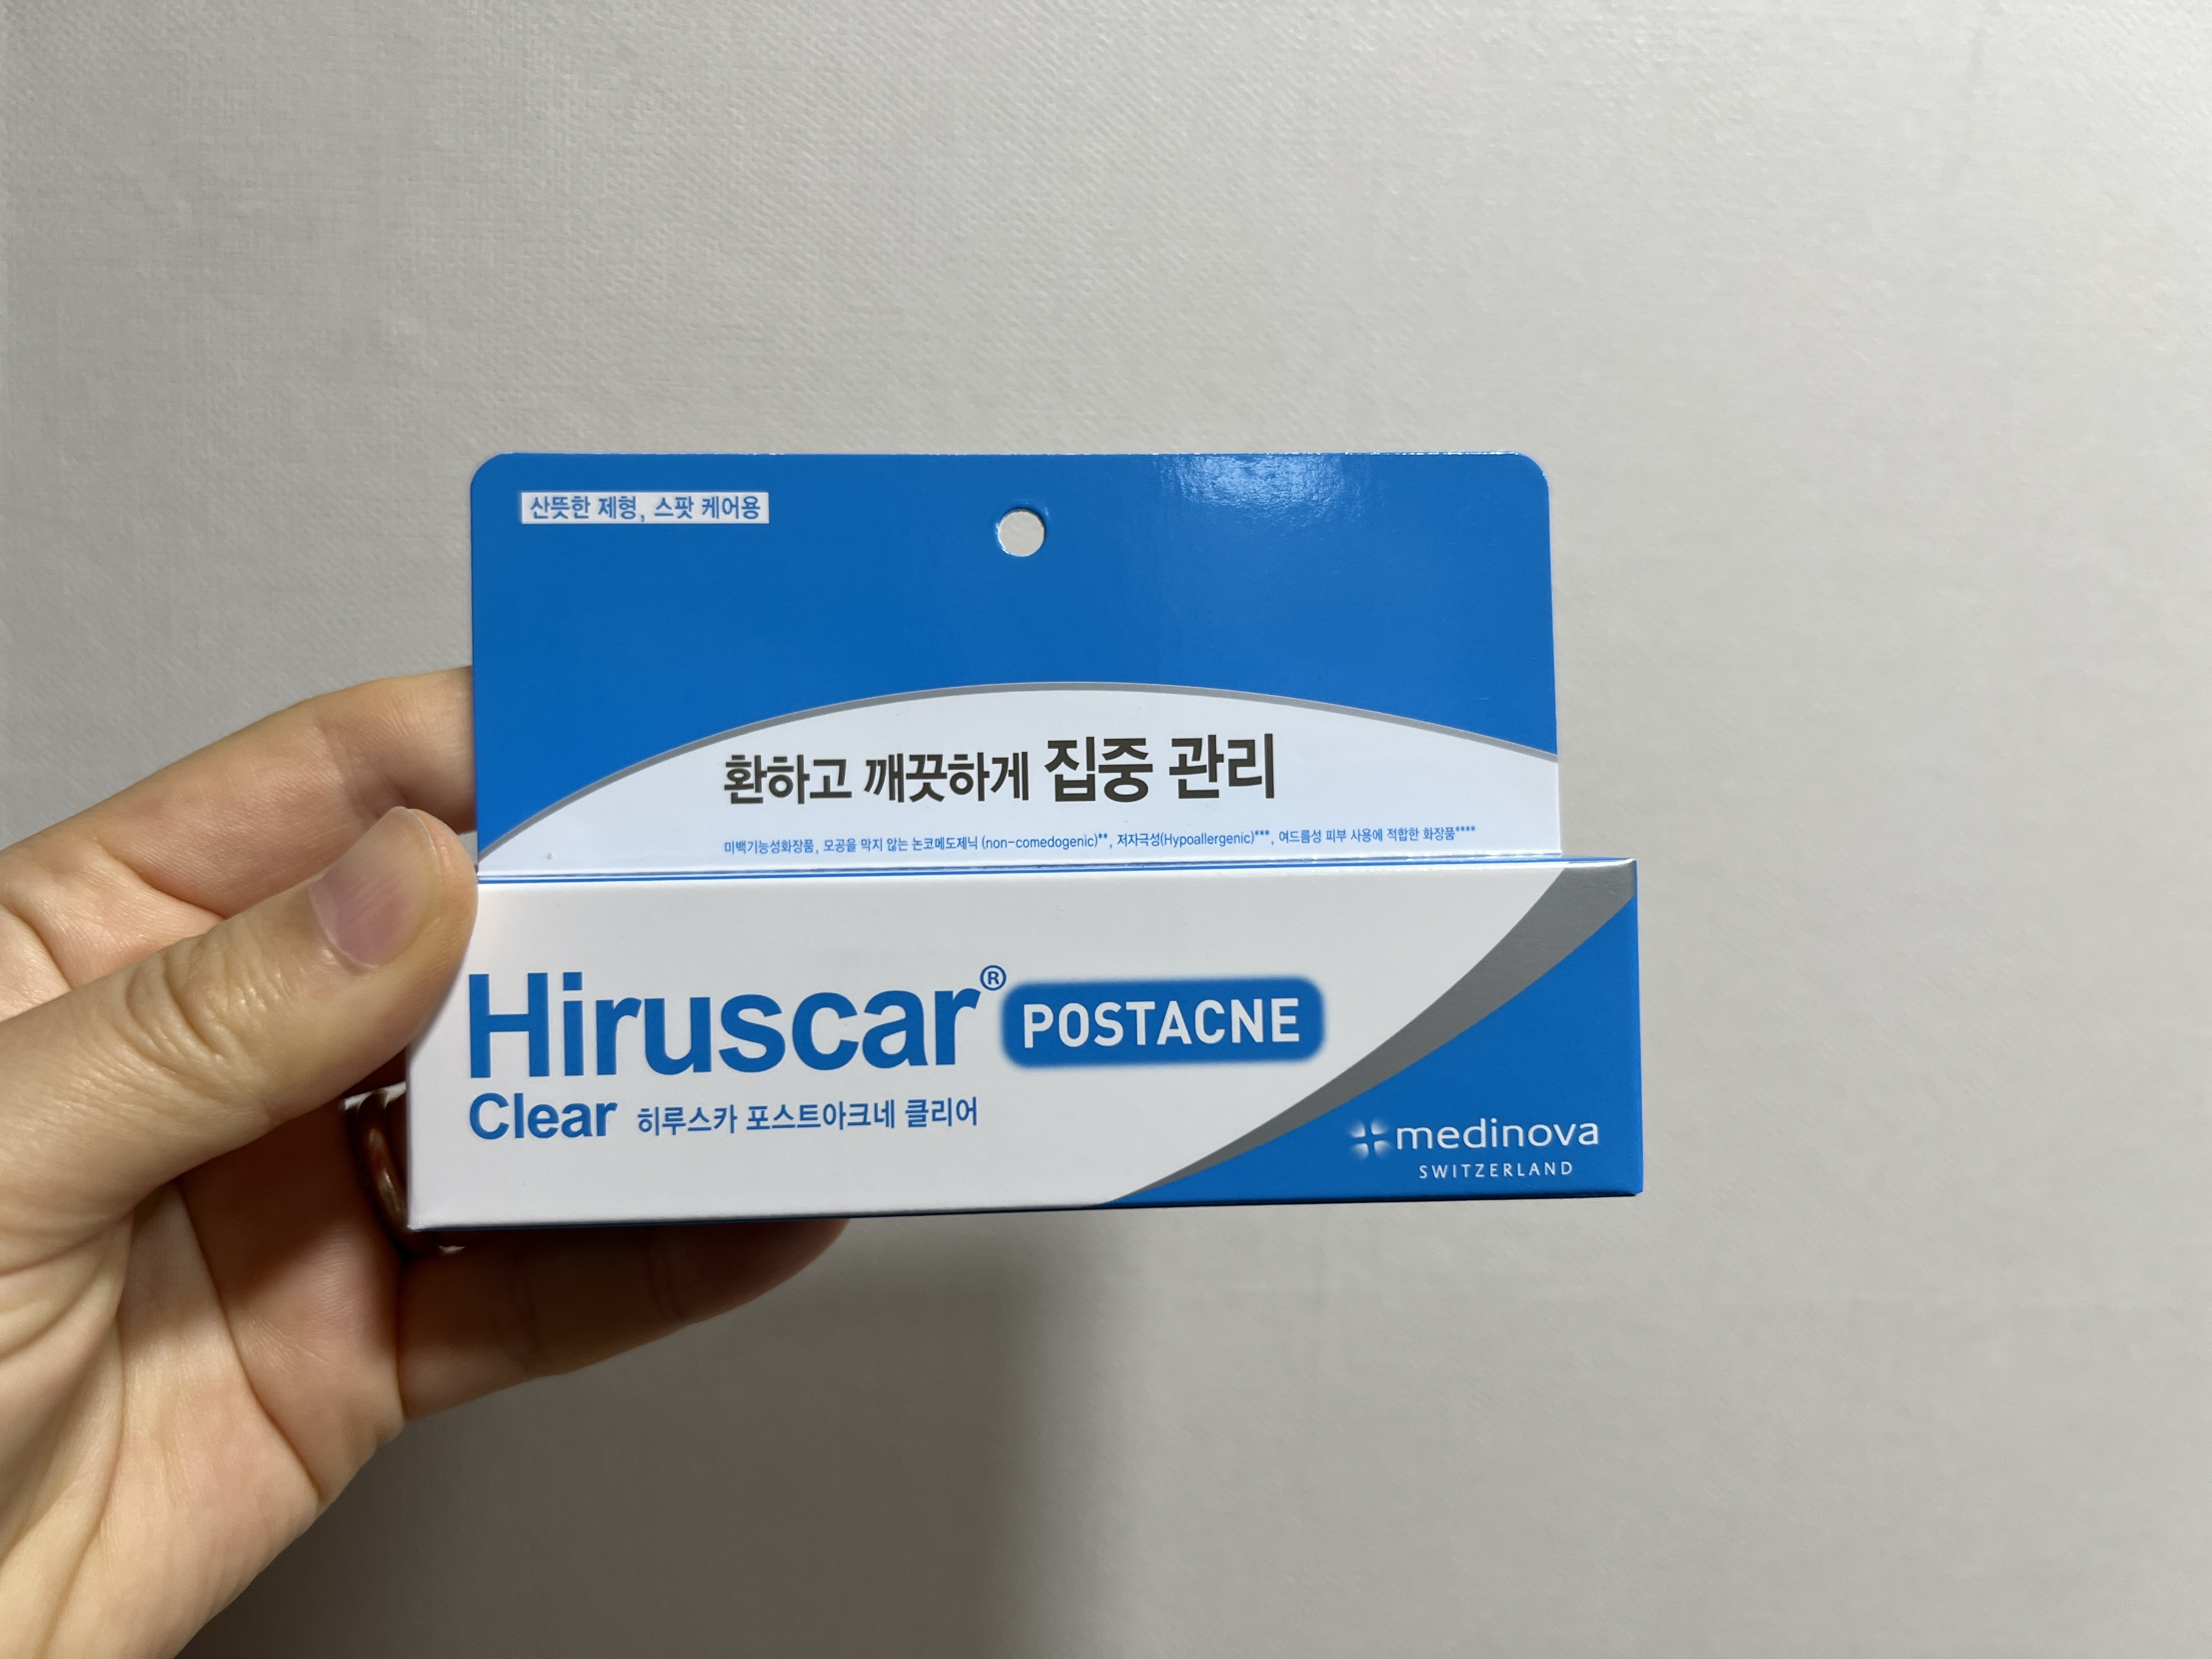 산뜻한 제형, 스팟 케어용
환하고 깨끗하게 집중 관리
미백기능성화장품, 모공을 막지 않는 논코메도제닉 (non-comedogenic)**, 저자극성(Hypoallergenic)***, 여드름성 피부 사용에 적합한 화장품****
Hiruscar® POSTACNE
Clear 히루스카 포스트아크네 클리어
medinova
SWITZERLAND